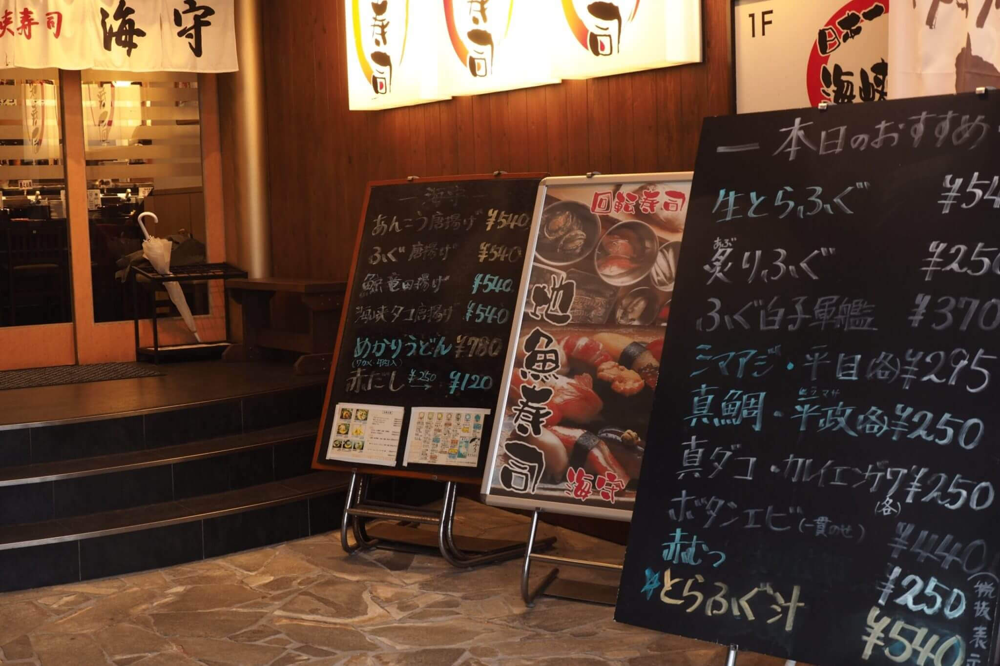 峡寿司
海守
寿司
寿司
寿司
1F
日本一
海峡
海守
あんこう唐揚げ ¥540
ふぐ唐揚げ ¥540
鯨竜田揚げ ¥540
海峡タコ唐揚げ ¥540
めかりうどん ¥780
(ワカメ・牛肉入)
赤だし ¥250 → ¥120
回転寿司
地魚寿司
海守
本日のおすすめ
生とらふぐ ¥54
あぶ
炙りふぐ ¥250
ふぐ白子軍艦 ¥370
シマアジ・平目(各)¥295
ヒラマサ
真鯛・平政(各)¥250
真ダコ・カレイエンガワ(各)¥250
ボタンエビ(一貫のせ) ¥440
赤むつ ¥250
☆とらふぐ汁 ¥540
(税抜表示